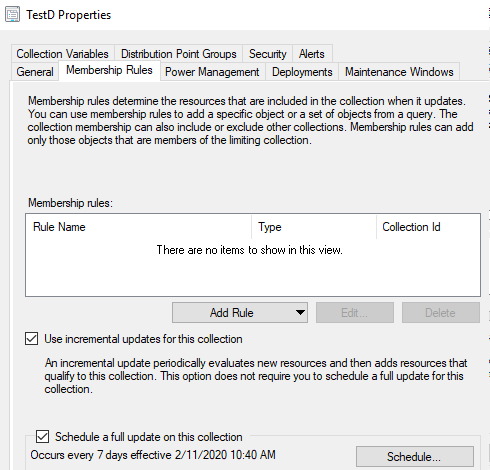 TestD Properties
Collection Variables Distribution Point Groups Security Alerts
General Membership Rules Power Management Deployments Maintenance Windows
Membership rules determine the resources that are included in the collection when it updates.
You can use membership rules to add a specific object or a set of objects from a query. The
collection membership can also include or exclude other collections. Membership rules can add
only those objects that are members of the limiting collection.
Membership rules:
Rule Name Type Collection Id
There are no items to show in this view.
Add Rule Edit... Delete
Use incremental updates for this collection
An incremental update periodically evaluates new resources and then adds resources that
qualify to this collection. This option does not require you to schedule a full update for this
collection.
Schedule a full update on this collection
Occurs every 7 days effective 2/11/2020 10:40 AM Schedule...